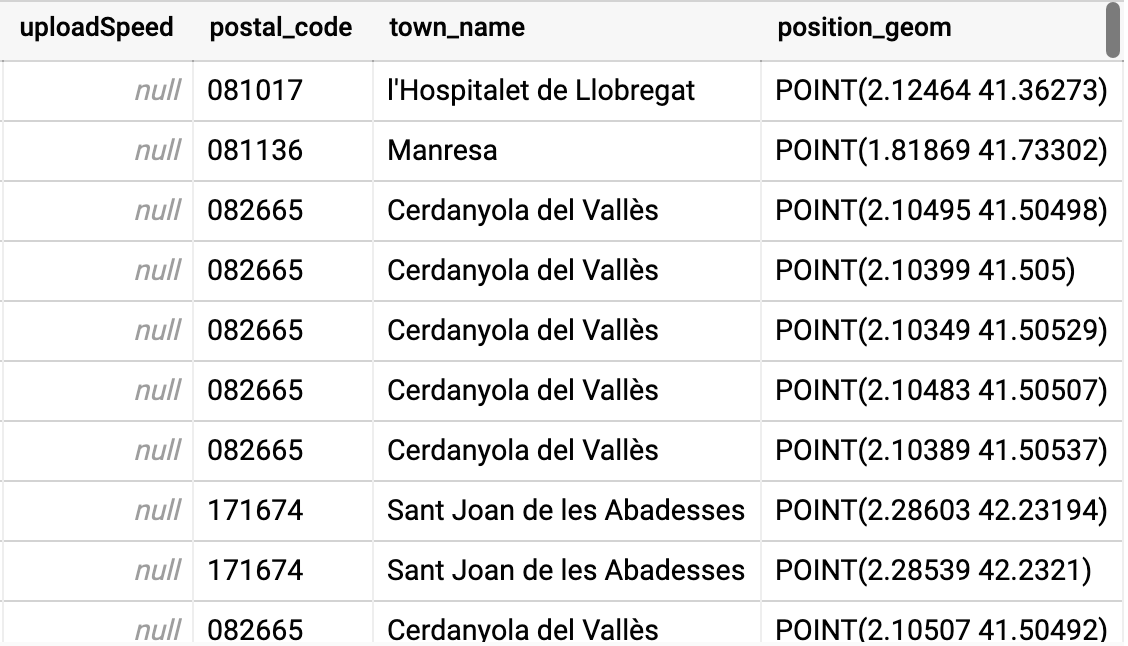 uploadSpeed postal_code town_name position_geom
null 081017 l'Hospitalet de Llobregat POINT(2.12464 41.36273)
null 081136 Manresa POINT(1.81869 41.73302)
null 082665 Cerdanyola del Vallès POINT(2.10495 41.50498)
null 082665 Cerdanyola del Vallès POINT(2.10399 41.505)
null 082665 Cerdanyola del Vallès POINT(2.10349 41.50529)
null 082665 Cerdanyola del Vallès POINT(2.10483 41.50507)
null 082665 Cerdanyola del Vallès POINT(2.10389 41.50537)
null 171674 Sant Joan de les Abadesses POINT(2.28603 42.23194)
null 171674 Sant Joan de les Abadesses POINT(2.28539 42.2321)
null 082665 Cerdanyola del Vallès POINT(2.10507 41.50492)